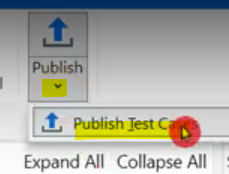 Publish
Publish Test Cases
Expand All Collapse All